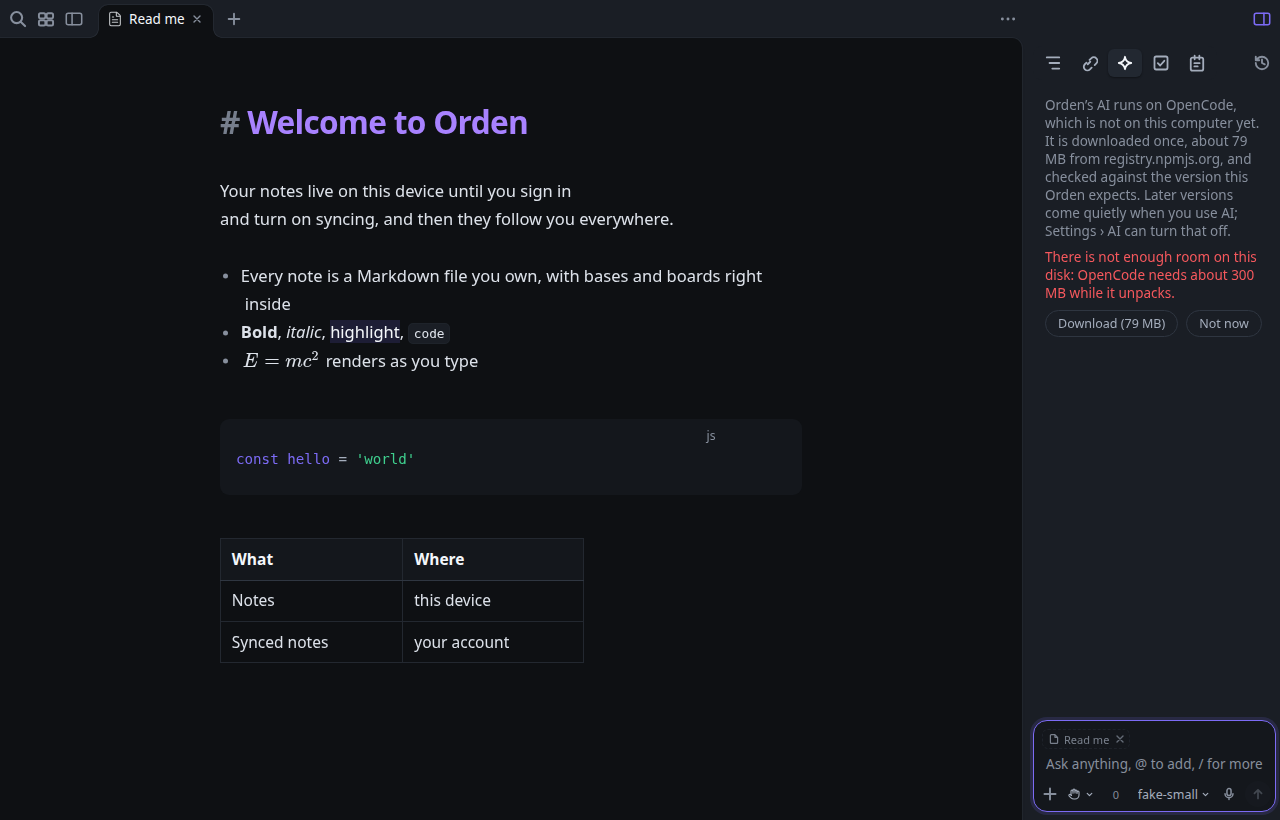 Read me
# Welcome to Orden
Your notes live on this device until you sign in
and turn on syncing, and then they follow you everywhere.
Every note is a Markdown file you own, with bases and boards right
inside
Bold, italic, highlight, code
E = mc² renders as you type
js
const hello = 'world'
What Where
Notes this device
Synced notes your account
Orden's AI runs on OpenCode,
which is not on this computer yet.
It is downloaded once, about 79
MB from registry.npmjs.org, and
checked against the version this
Orden expects. Later versions
come quietly when you use AI;
Settings › AI can turn that off.
There is not enough room on this
disk: OpenCode needs about 300
MB while it unpacks.
Download (79 MB) Not now
Read me
Ask anything, @ to add, / for more
0 fake-small